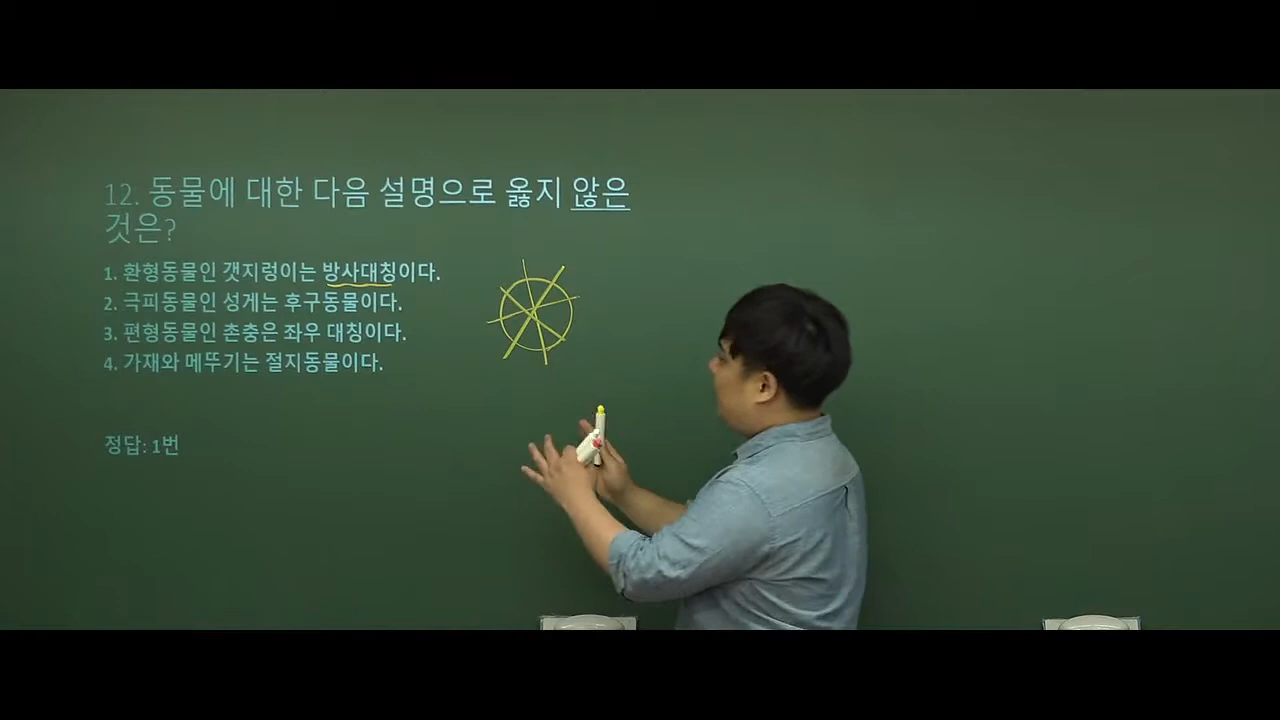 12. 동물에 대한 다음 설명으로 옳지 않은
것은?
1. 환형동물인 갯지렁이는 방사대칭이다.
2. 극피동물인 성게는 후구동물이다.
3. 편형동물인 촌충은 좌우 대칭이다.
4. 가재와 메뚜기는 절지동물이다.
정답: 1번